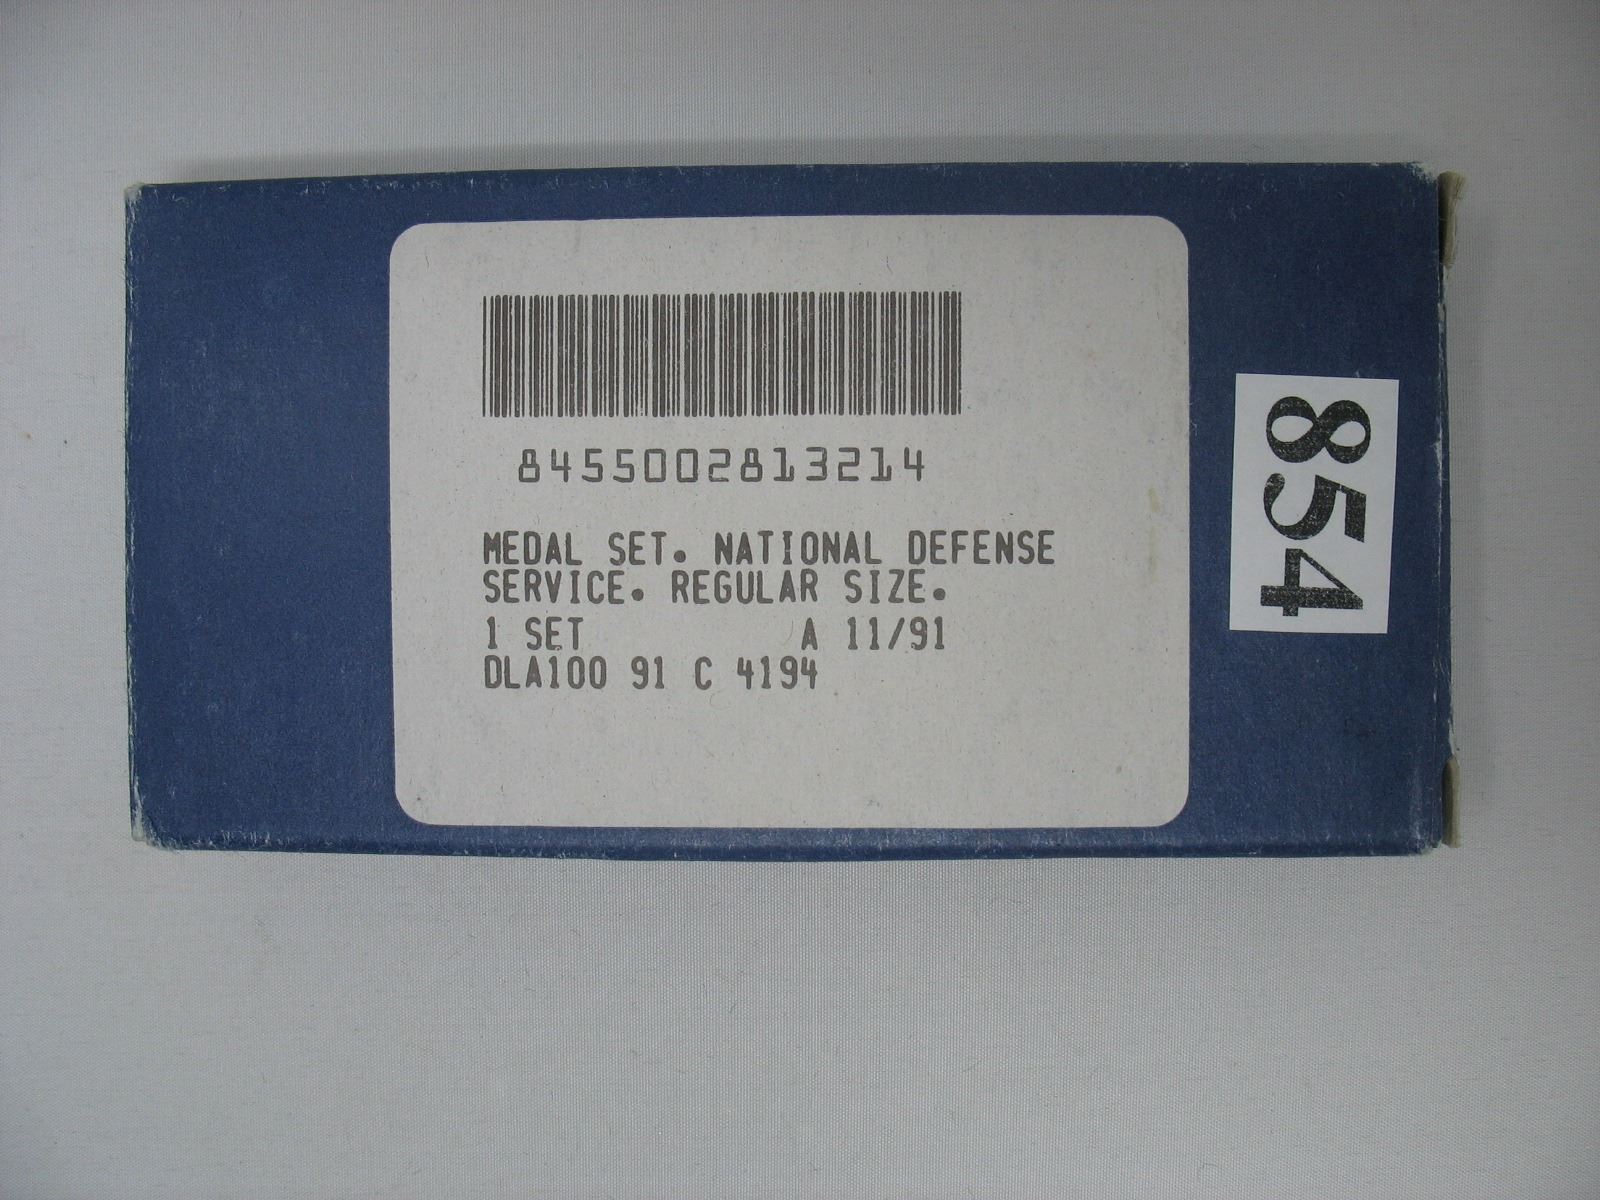 8455002813214
MEDAL SET. NATIONAL DEFENSE
SERVICE. REGULAR SIZE.
1 SET A 11/91
DLA100 91 C 4194
854